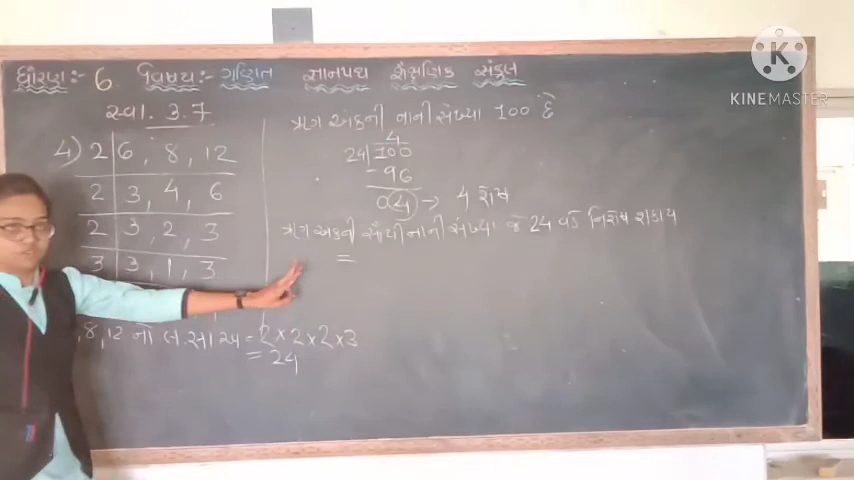 ધોરણ:- 6 વિષય:- ગણિત જ્ઞાનપથ શૈક્ષણિક સંકુલ
સ્વા. 3.7
4) 2 | 6, 8, 12
2 | 3, 4, 6
2 | 3, 2, 3
3 | 3, 1, 3
,8,12 નો લ.સા.અ = 2×2×2×3
= 24
ત્રણ અંકની નાની સંખ્યા 100 છે
4
24 | 100
- 96
04 → 4 શેષ
ત્રણ અંકની સૌથી નાની સંખ્યા જે 24 વડે નિઃશેષ ભાગી શકાય
=
KINEMASTER